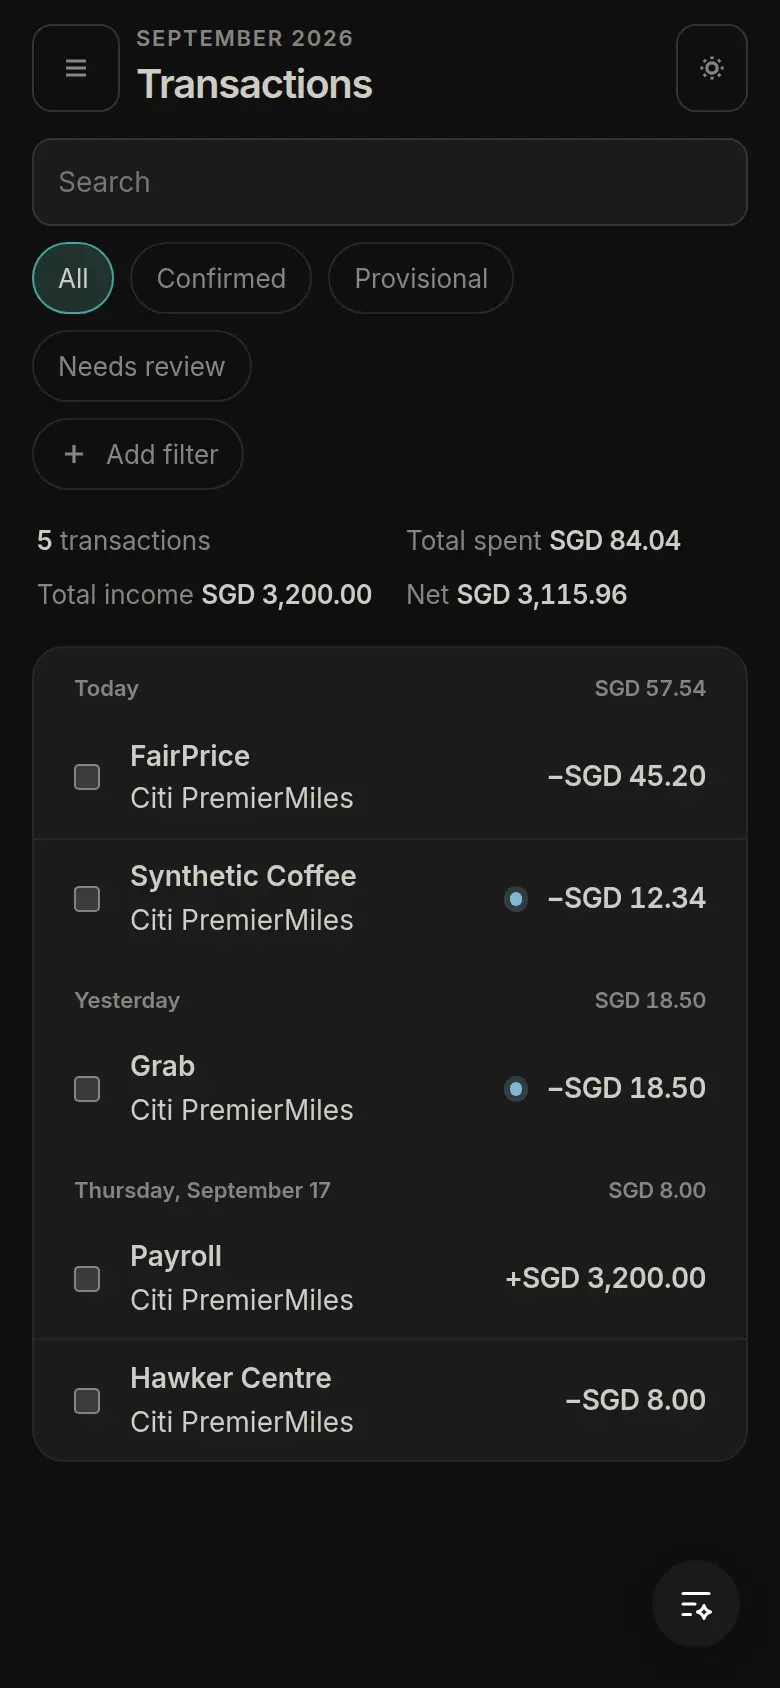 SEPTEMBER 2026
Transactions
Search
All
Confirmed
Provisional
Needs review
+ Add filter
5 transactions
Total spent SGD 84.04
Total income SGD 3,200.00
Net SGD 3,115.96
Today
SGD 57.54
FairPrice
Citi PremierMiles
–SGD 45.20
Synthetic Coffee
Citi PremierMiles
–SGD 12.34
Yesterday
SGD 18.50
Grab
Citi PremierMiles
–SGD 18.50
Thursday, September 17
SGD 8.00
Payroll
Citi PremierMiles
+SGD 3,200.00
Hawker Centre
Citi PremierMiles
–SGD 8.00